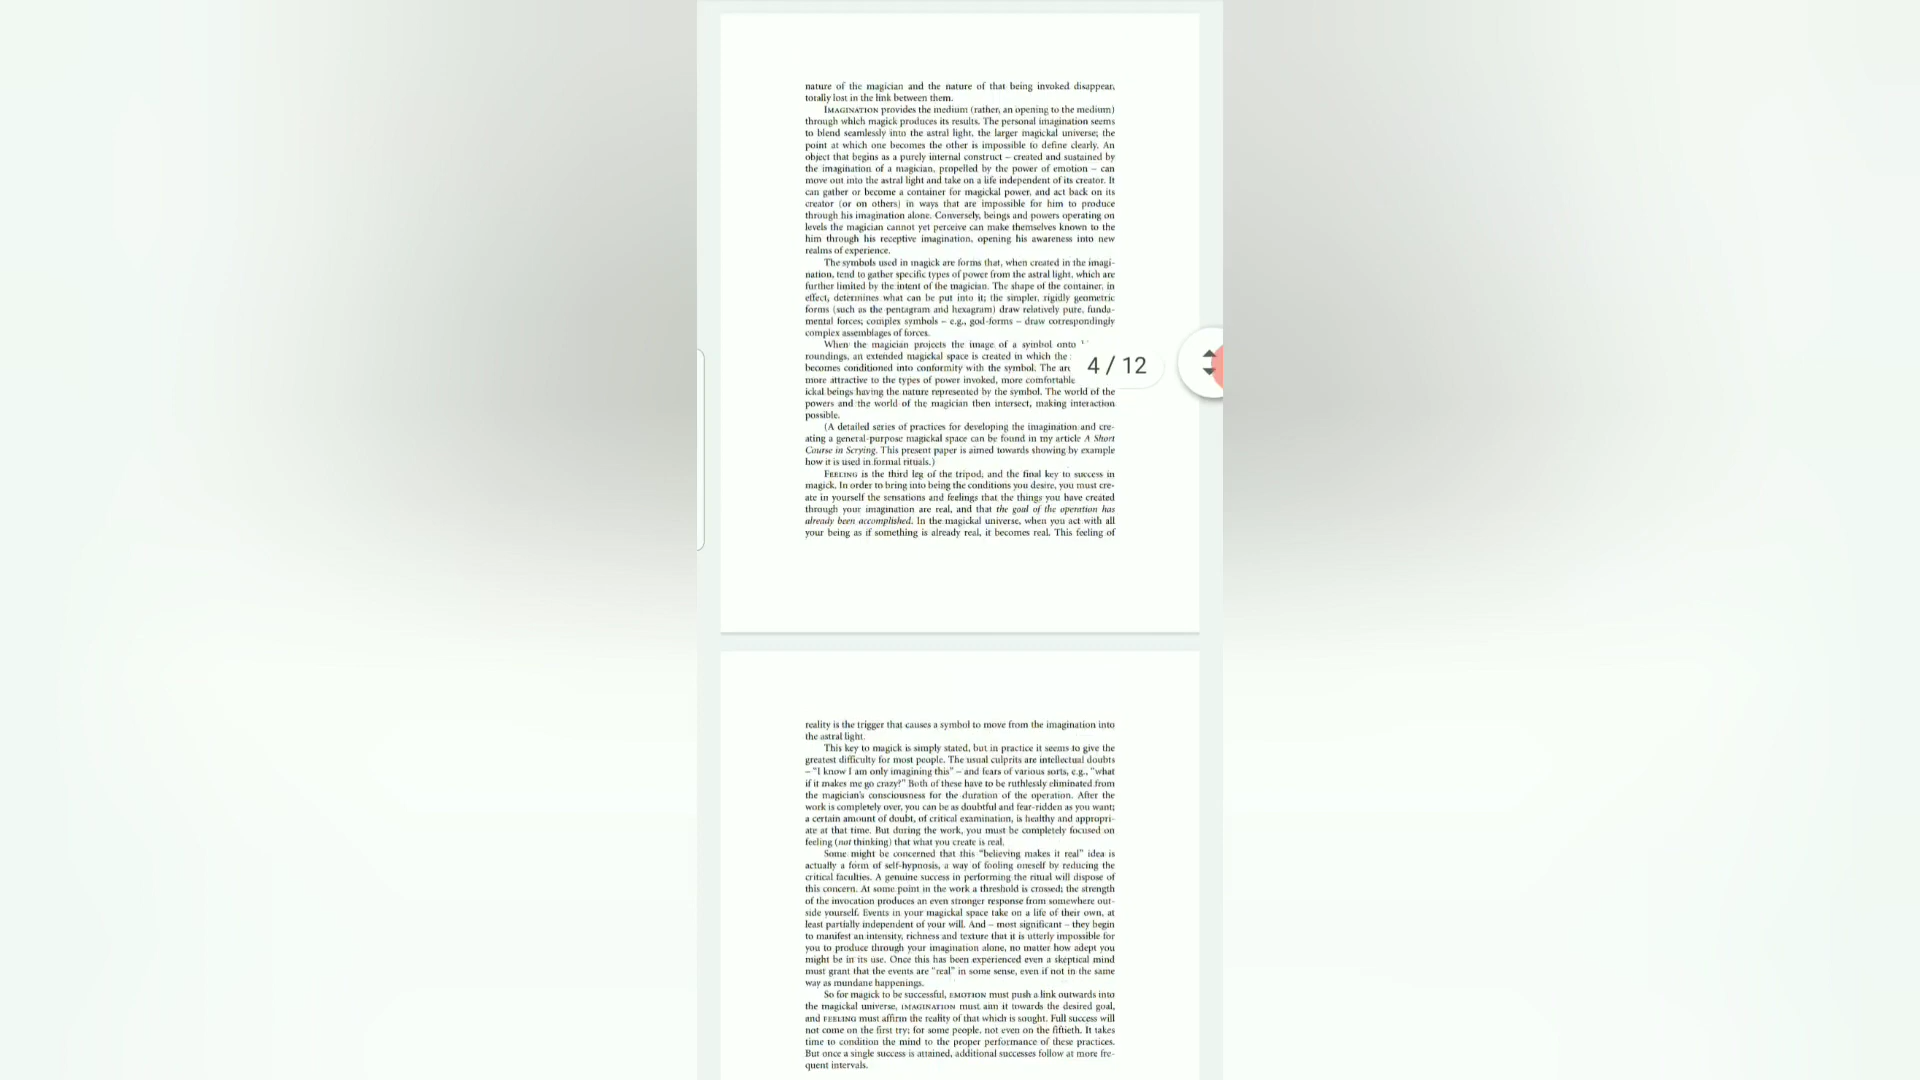 nature of the magician and the nature of that being invoked disappear,
totally lost in the link between them.
IMAGINATION provides the medium (rather, an opening to the medium)
through which magick produces its results. The personal imagination seems
to blend seamlessly into the astral light, the larger magickal universe; the
point at which one becomes the other is impossible to define clearly. An
object that begins as a purely internal construct – created and sustained by
the imagination of a magician, propelled by the power of emotion – can
move out into the astral light and take on a life independent of its creator. It
can gather or become a container for magickal power, and act back on its
creator (or on others) in ways that are impossible for him to produce
through his imagination alone. Conversely, beings and powers operating on
levels the magician cannot yet perceive can make themselves known to the
him through his receptive imagination, opening his awareness into new
realms of experience.
The symbols used in magick are forms that, when created in the imagi-
nation, tend to gather specific types of power from the astral light, which are
further limited by the intent of the magician. The shape of the container, in
effect, determines what can be put into it; the simpler, rigidly geometric
forms (such as the pentagram and hexagram) draw relatively pure, funda-
mental forces; complex symbols – e.g., god-forms – draw correspondingly
complex assemblages of forces.
When the magician projects the image of a symbol onto
roundings, an extended magickal space is created in which the
becomes conditioned into conformity with the symbol. The
4 / 12
more attractive to the types of power invoked, more comfortable
ickal beings having the nature represented by the symbol. The world of the
powers and the world of the magician then intersect, making interaction
possible.
(A detailed series of practices for developing the imagination and cre-
ating a general-purpose magickal space can be found in my article A Short
Course in Scrying. This present paper is aimed towards showing by example
how it is used in formal rituals.)
FEELING is the third leg of the tripod, and the final key to success in
magick. In order to bring into being the conditions you desire, you must cre-
ate in yourself the sensations and feelings that the things you have created
through your imagination are real, and that the goal of the operation has
already been accomplished. In the magickal universe, when you act with all
your being as if something is already real, it becomes real. This feeling of
reality is the trigger that causes a symbol to move from the imagination into
the astral light.
This key to magick is simply stated, but in practice it seems to give the
greatest difficulty for most people. The usual culprits are intellectual doubts
– "I know I am only imagining this" – and fears of various sorts, e.g., "what
if it makes me go crazy?" Both of these have to be ruthlessly eliminated from
the magician's consciousness for the duration of the operation. After the
work is completely over, you can be as doubtful and fear-ridden as you want;
a certain amount of doubt, of critical examination, is healthy and appropri-
ate at that time. But during the work, you must be completely focused on
feeling (not thinking) that what you create is real.
Some might be concerned that this "believing makes it real" idea is
actually a form of self-hypnosis, a way of fooling oneself by reducing the
critical faculties. A genuine success in performing the ritual will dispose of
this concern. At some point in the work a threshold is crossed; the strength
of the invocation produces an even stronger response from somewhere out-
side yourself. Events in your magickal space take on a life of their own, at
least partially independent of your will. And – most significant – they begin
to manifest an intensity, richness and texture that it is utterly impossible for
you to produce through your imagination alone, no matter how adept you
might be in its use. Once this has been experienced even a skeptical mind
must grant that the events are "real" in some sense, even if not in the same
way as mundane happenings.
So for magick to be successful, EMOTION must push a link outwards into
the magickal universe, IMAGINATION must aim it towards the desired goal,
and FEELING must affirm the reality of that which is sought. Full success will
not come on the first try; for some people, not even on the fiftieth. It takes
time to condition the mind to the proper performance of these practices.
But once a single success is attained, additional successes follow at more fre-
quent intervals.